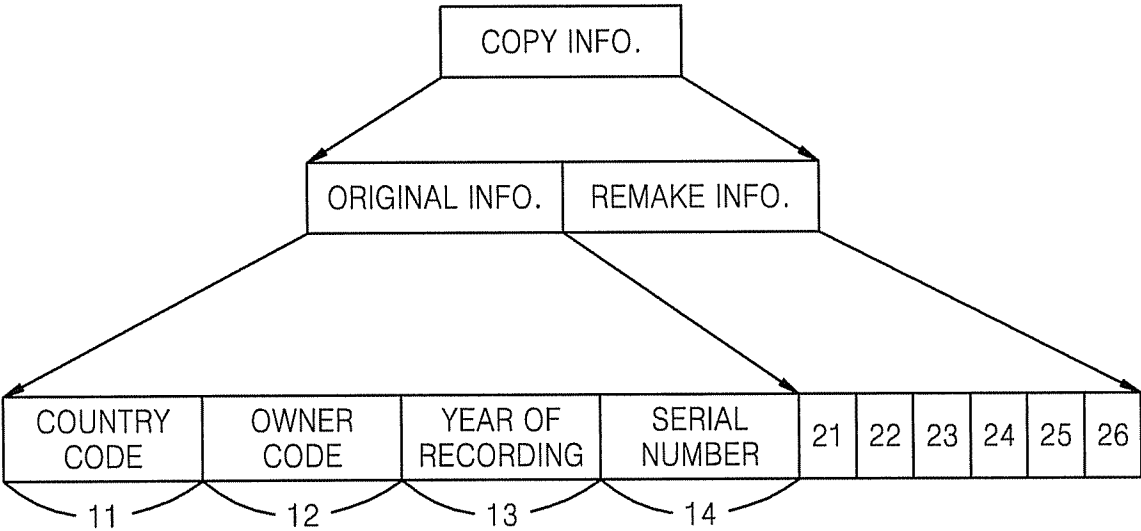 COPY INFO.
ORIGINAL INFO. REMAKE INFO.
COUNTRY CODE
OWNER CODE
YEAR OF RECORDING
SERIAL NUMBER
21 22 23 24 25 26
11 12 13 14